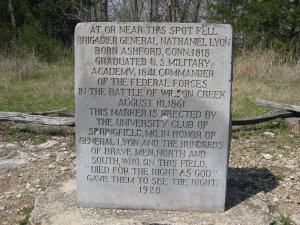 AT OR NEAR THIS SPOT FELL
BRIGADIER GENERAL NATHANIEL LYON
BORN ASHFORD, CONN. 1818
GRADUATED U.S. MILITARY
ACADEMY, 1841, COMMANDER
OF THE FEDERAL FORCES
IN THE BATTLE OF WILSON CREEK
AUGUST 10, 1861
THIS MARKER IS ERECTED BY
THE UNIVERSITY CLUB OF
SPRINGFIELD, MO. IN HONOR OF
GENERAL LYON AND THE HUNDREDS
OF BRAVE MEN, NORTH AND
SOUTH, WHO, ON THIS FIELD,
DIED FOR THE RIGHT AS GOD
GAVE THEM TO SEE THE RIGHT.
1928